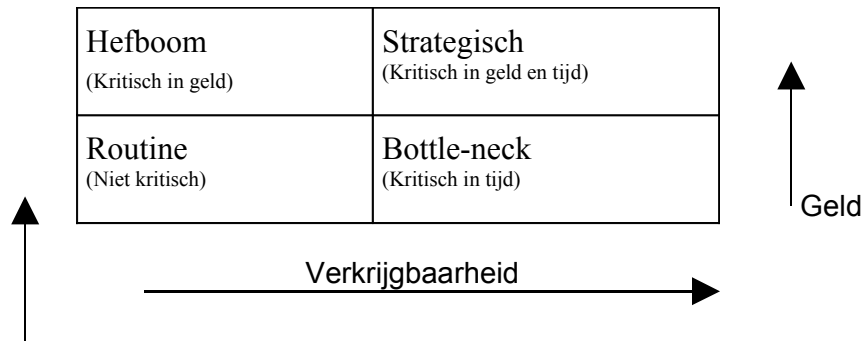 Hefboom
(Kritisch in geld)
Strategisch
(Kritisch in geld en tijd)
Routine
(Niet kritisch)
Bottle-neck
(Kritisch in tijd)
Geld
Verkrijgbaarheid